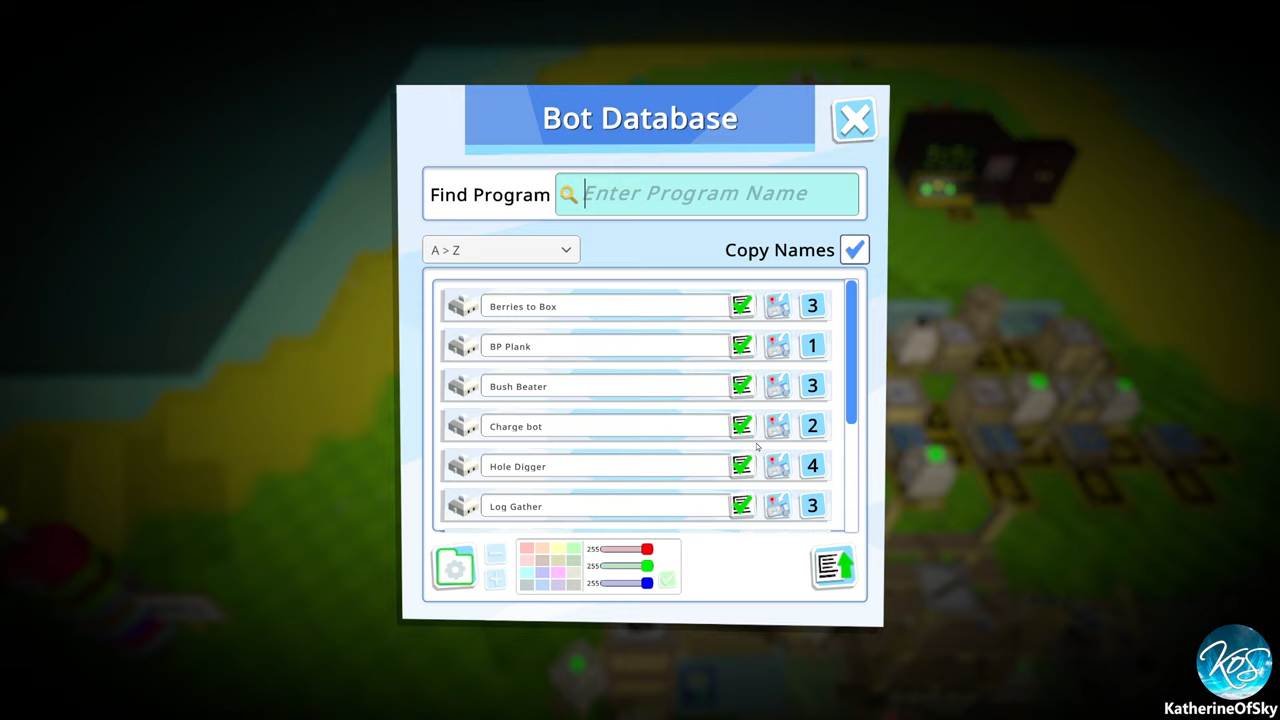 Bot Database
Find Program
Enter Program Name
A > Z
Copy Names
Berries to Box 3
BP Plank 1
Bush Beater 3
Charge bot 2
Hole Digger 4
Log Gather 3
255
255
255
KOS
KatherineOfSky